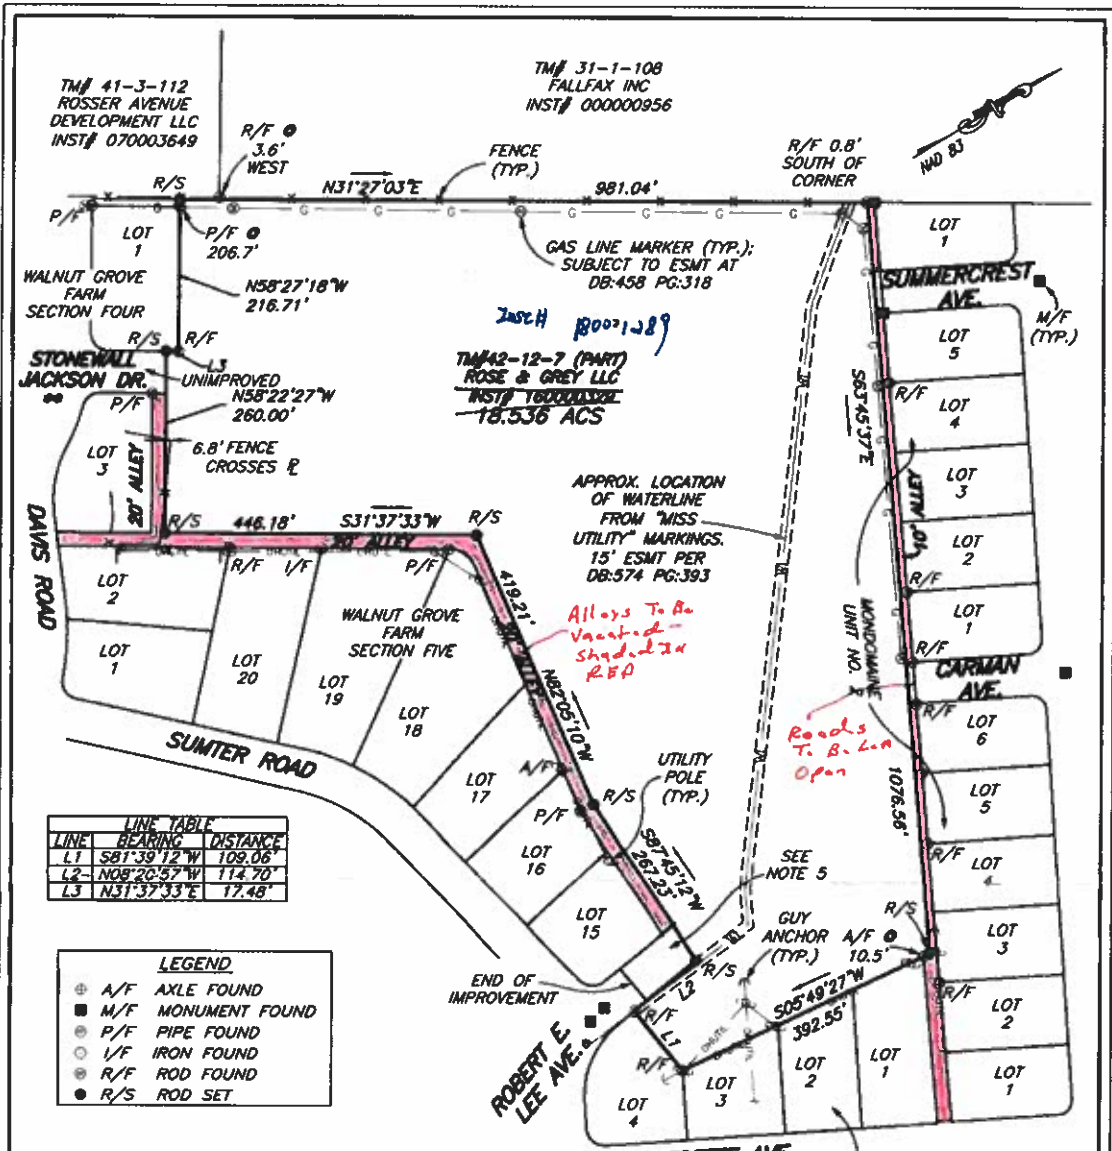 TM# 41-3-112
ROSSER AVENUE
DEVELOPMENT LLC
INST# 070003649
TM# 31-1-108
FALLFAX INC
INST# 000000956
NAD 83
R/F
3.6'
WEST
FENCE
(TYP.)
R/F 0.8'
SOUTH OF
CORNER
R/S
N31°27'03"E
981.04'
P/F
G G G G G
LOT
1
P/F
206.7'
GAS LINE MARKER (TYP.);
SUBJECT TO ESMT AT
DB:458 PG:318
LOT
1
SUMMERCREST
AVE.
M/F
(TYP.)
WALNUT GROVE
FARM
SECTION FOUR
N58°27'18"W
216.71'
R/S
R/F
L3
Inst#
TM#42-12-7 (PART)
ROSE & GREY LLC
18.536 ACS
STONEWALL
JACKSON DR.
UNIMPROVED
N58°22'27"W
260.00'
P/F
LOT
5
R/F
LOT
4
S63°45'37"E
LOT
3
20' ALLEY
6.8' FENCE
CROSSES
LOT
3
10' ALLEY
APPROX. LOCATION
OF WATERLINE
FROM "MISS
UTILITY" MARKINGS.
15' ESMT PER
DB:574 PG:393
DAVIS ROAD
R/S
446.18'
S31°37'33"W
R/S
20' ALLEY
R/F
I/F
P/F
LOT
2
R/F
LOT
1
LOT
2
LOT
1
LOT
20
LOT
19
LOT
18
WALNUT GROVE
FARM
SECTION FIVE
419.21'
20' ALLEY
N82°05'10"W
Alleys To Be
Vacated -
Shaded In
RED
MONDOMAINE
UNIT NO. 2
R/F
CARMAN
AVE.
R/F
Roads
To Be Left
Open
LOT
6
SUMTER ROAD
LOT
17
A/F
P/F
R/S
UTILITY
POLE
(TYP.)
1076.56'
LOT
5
LINE TABLE
LINE BEARING DISTANCE
L1 S81°39'12"W 109.06'
L2 N08°20'57"W 114.70'
L3 N31°37'33"E 17.48'
LOT
16
S87°45'12"W
267.23'
SEE
NOTE 5
R/F
LOT
4
LOT
15
GUY
ANCHOR
(TYP.)
A/F
10.5'
R/S
LOT
3
LEGEND
A/F AXLE FOUND
M/F MONUMENT FOUND
P/F PIPE FOUND
I/F IRON FOUND
R/F ROD FOUND
R/S ROD SET
END OF
IMPROVEMENT
R/S
L2
R/F
S05°49'27"W
392.55'
R/F
LOT
2
ROBERT E.
LEE AVE.
L1
R/F
LOT
4
LOT
3
LOT
2
LOT
1
LOT
1